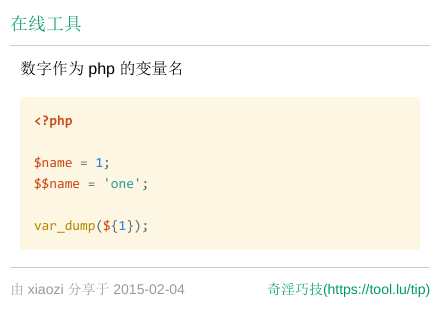 在线工具
数字作为 php 的变量名
<?php
$name = 1;
$$name = 'one';
var_dump(${1});
由 xiaozi 分享于 2015-02-04
奇淫巧技(https://tool.lu/tip)